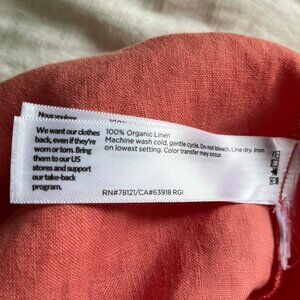 We want our clothes
back, even if they're
worn or torn. Bring
them to our US
stores and support
our take-back
program.
100% Organic Linen
Machine wash cold, gentle cycle. Do not bleach. Line dry. Iron
on lowest setting. Color transfer may occur.
RN#78121/CA#63918 RGI